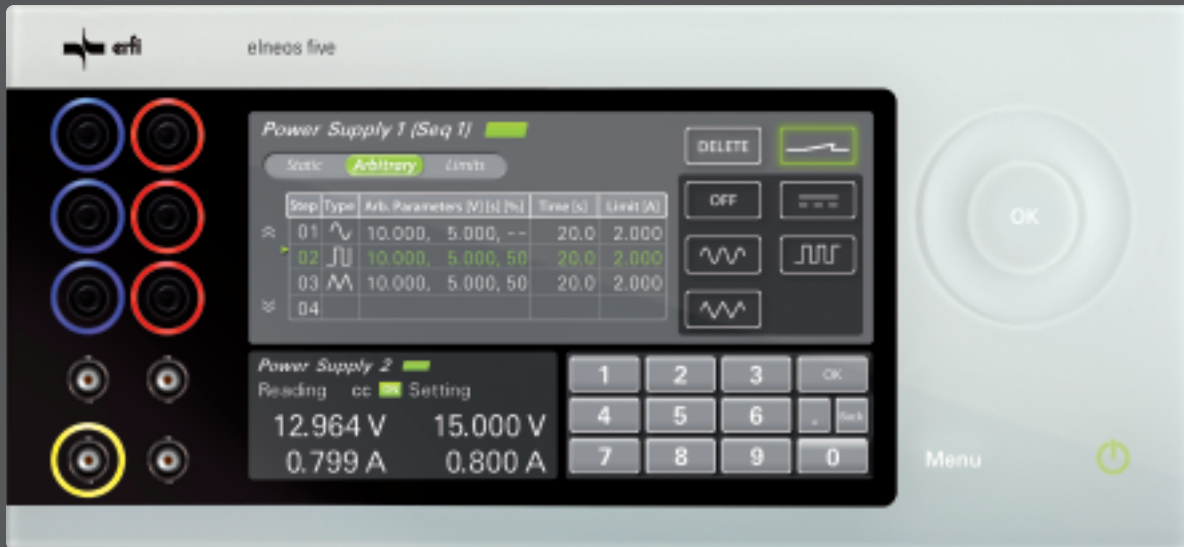 erfi
elneos five
Power Supply 1 (Seq 1)
Static Arbitrary Limits
DELETE
Step Type Arb. Parameters [V] [s] [%] Time [s] Limit [A]
01 10.000, 5.000, -- 20.0 2.000
02 10.000, 5.000, 50 20.0 2.000
03 10.000, 5.000, 50 20.0 2.000
04
OFF
OK
Power Supply 2
Reading cc ON Setting
12.964 V 15.000 V
0.799 A 0.800 A
1 2 3 OK
4 5 6 . Back
7 8 9 0
Menu